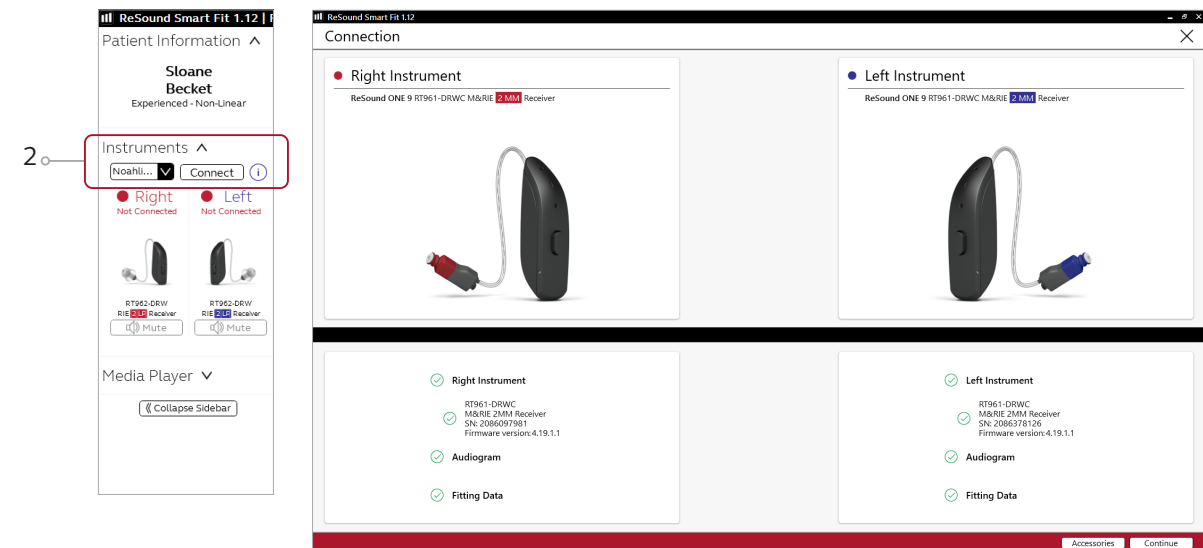 ReSound Smart Fit 1.12 |
Patient Information
Sloane
Becket
Experienced - Non-Linear
2
Instruments
Noahli... Connect i
Right Left
Not Connected Not Connected
RT962-DRW RT962-DRW
RIE 2 LP Receiver RIE 2 LP Receiver
Mute Mute
Media Player
Collapse Sidebar
ReSound Smart Fit 1.12
Connection
Right Instrument
ReSound ONE 9 RT961-DRWC M&RIE 2 MM Receiver
Left Instrument
ReSound ONE 9 RT961-DRWC M&RIE 2 MM Receiver
Right Instrument
RT961-DRWC
M&RIE 2MM Receiver
SN: 2086097981
Firmware version:4.19.1.1
Audiogram
Fitting Data
Left Instrument
RT961-DRWC
M&RIE 2MM Receiver
SN: 2086378126
Firmware version:4.19.1.1
Audiogram
Fitting Data
Accessories Continue